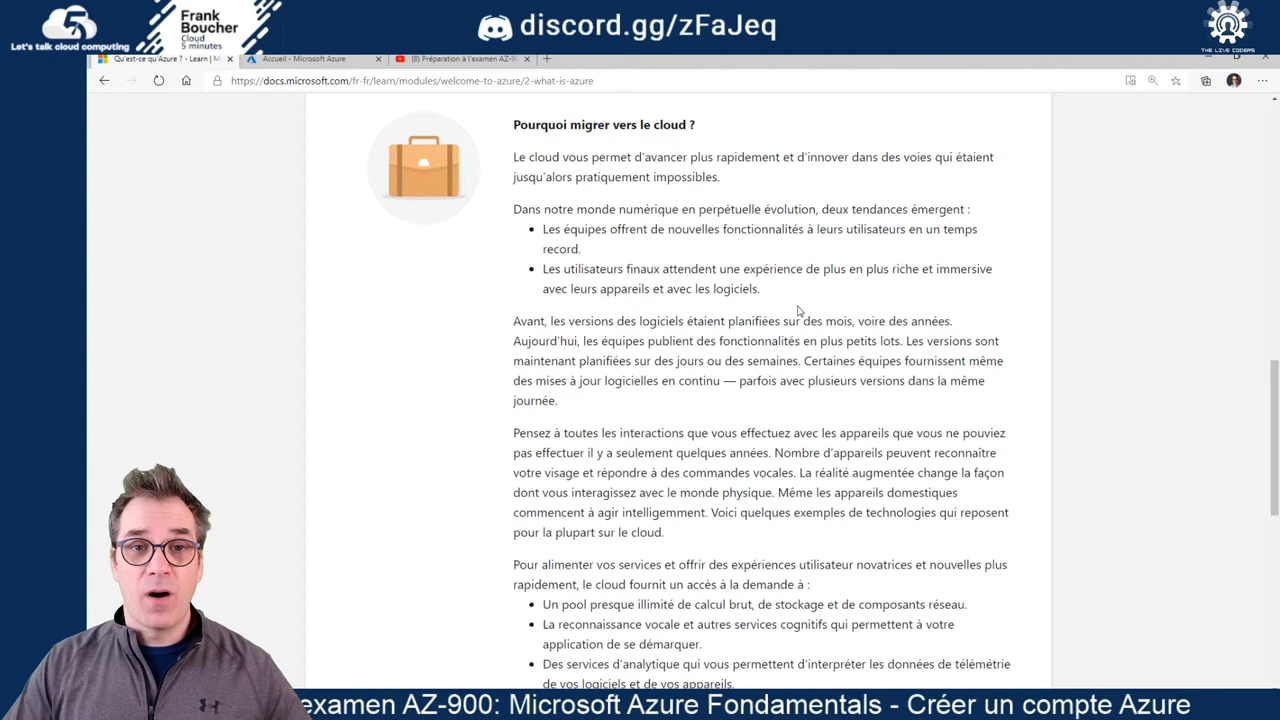 5
Let's talk cloud computing
Frank
Boucher
Cloud
5 minutes
discord.gg/zFaJeq
THE LIVE CODERS
Qu'est-ce qu'Azure ? - Learn | M
Accueil - Microsoft Azure
(8) Préparation à l'examen AZ-9
https://docs.microsoft.com/fr-fr/learn/modules/welcome-to-azure/2-what-is-azure
Pourquoi migrer vers le cloud ?
Le cloud vous permet d'avancer plus rapidement et d'innover dans des voies qui étaient
jusqu'alors pratiquement impossibles.
Dans notre monde numérique en perpétuelle évolution, deux tendances émergent :
• Les équipes offrent de nouvelles fonctionnalités à leurs utilisateurs en un temps
record.
• Les utilisateurs finaux attendent une expérience de plus en plus riche et immersive
avec leurs appareils et avec les logiciels.
Avant, les versions des logiciels étaient planifiées sur des mois, voire des années.
Aujourd'hui, les équipes publient des fonctionnalités en plus petits lots. Les versions sont
maintenant planifiées sur des jours ou des semaines. Certaines équipes fournissent même
des mises à jour logicielles en continu — parfois avec plusieurs versions dans la même
journée.
Pensez à toutes les interactions que vous effectuez avec les appareils que vous ne pouviez
pas effectuer il y a seulement quelques années. Nombre d'appareils peuvent reconnaître
votre visage et répondre à des commandes vocales. La réalité augmentée change la façon
dont vous interagissez avec le monde physique. Même les appareils domestiques
commencent à agir intelligemment. Voici quelques exemples de technologies qui reposent
pour la plupart sur le cloud.
Pour alimenter vos services et offrir des expériences utilisateur novatrices et nouvelles plus
rapidement, le cloud fournit un accès à la demande à :
• Un pool presque illimité de calcul brut, de stockage et de composants réseau.
• La reconnaissance vocale et autres services cognitifs qui permettent à votre
application de se démarquer.
• Des services d'analytique qui vous permettent d'interpréter les données de télémétrie
de vos logiciels et de vos appareils.
examen AZ-900: Microsoft Azure Fondamentals - Créer un compte Azure